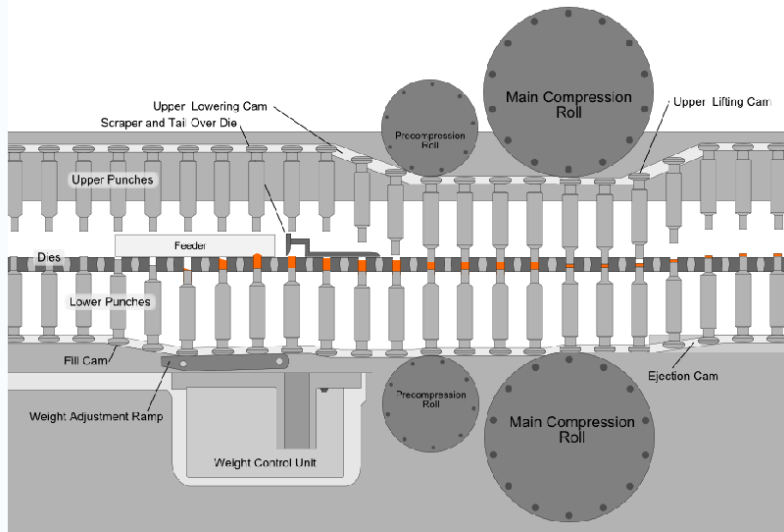 Upper Lowering Cam
Scraper and Tail Over Die
Precompression
Roll
Main Compression
Roll
Upper Lifting Cam
Upper Punches
Feeder
Dies
Lower Punches
Fill Cam
Weight Adjustment Ramp
Weight Control Unit
Precompression
Roll
Main Compression
Roll
Ejection Cam